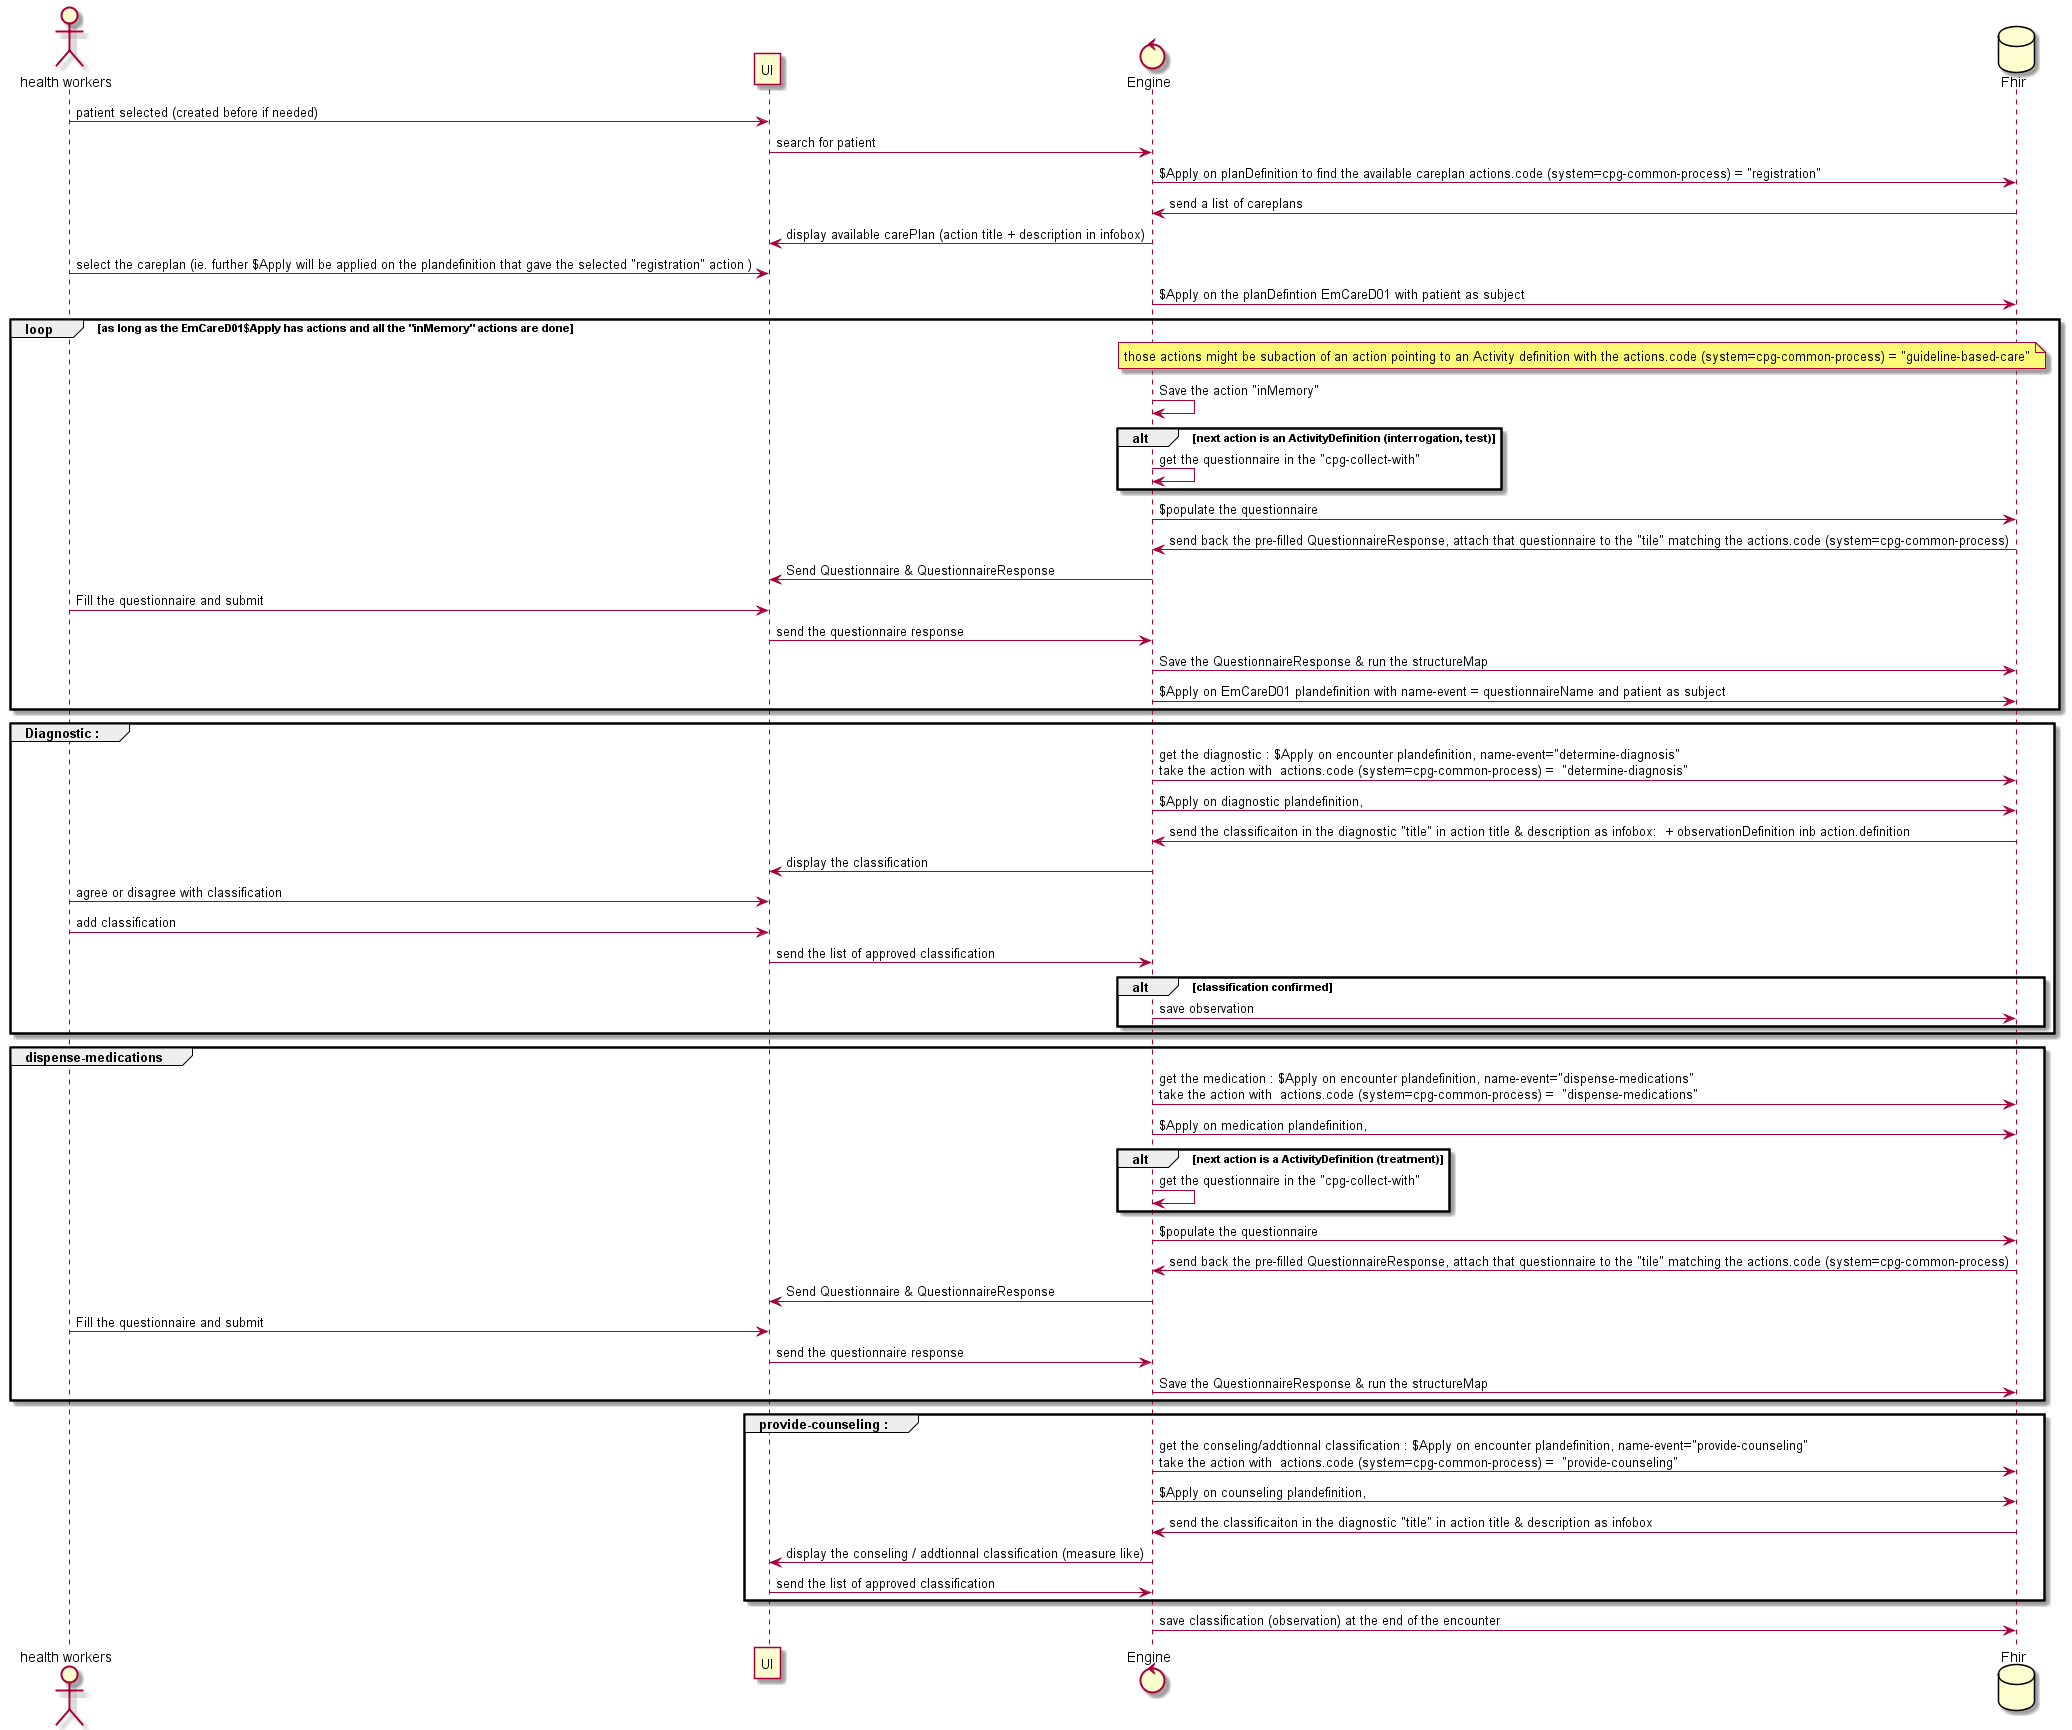 health workers
UI
Engine
Fhir
patient selected (created before if needed)
search for patient
$Apply on planDefinition to find the available careplan actions.code (system=cpg-common-process) = "registration"
send a list of careplans
display available carePlan (action title + description in infobox)
select the careplan (ie. further $Apply will be applied on the plandefinition that gave the selected "registration" action )
$Apply on the planDefintion EmCareD01 with patient as subject
loop
[as long as the EmCareD01$Apply has actions and all the "inMemory" actions are done]
those actions might be subaction of an action pointing to an Activity definition with the actions.code (system=cpg-common-process) = "guideline-based-care"
Save the action "inMemory"
alt
[next action is an ActivityDefinition (interrogation, test)]
get the questionnaire in the "cpg-collect-with"
$populate the questionnaire
send back the pre-filled QuestionnaireResponse, attach that questionnaire to the "tile" matching the actions.code (system=cpg-common-process)
Send Questionnaire & QuestionnaireResponse
Fill the questionnaire and submit
send the questionnaire response
Save the QuestionnaireResponse & run the structureMap
$Apply on EmCareD01 plandefinition with name-event = questionnaireName and patient as subject
Diagnostic :
get the diagnostic : $Apply on encounter plandefinition, name-event="determine-diagnosis"
take the action with  actions.code (system=cpg-common-process) =  "determine-diagnosis"
$Apply on diagnostic plandefinition,
send the classificaiton in the diagnostic "title" in action title & description as infobox:  + observationDefinition inb action.definition
display the classification
agree or disagree with classification
add classification
send the list of approved classification
alt
[classification confirmed]
save observation
dispense-medications
get the medication : $Apply on encounter plandefinition, name-event="dispense-medications"
take the action with  actions.code (system=cpg-common-process) =  "dispense-medications"
$Apply on medication plandefinition,
alt
[next action is a ActivityDefinition (treatment)]
get the questionnaire in the "cpg-collect-with"
$populate the questionnaire
send back the pre-filled QuestionnaireResponse, attach that questionnaire to the "tile" matching the actions.code (system=cpg-common-process)
Send Questionnaire & QuestionnaireResponse
Fill the questionnaire and submit
send the questionnaire response
Save the QuestionnaireResponse & run the structureMap
provide-counseling :
get the conseling/addtionnal classification : $Apply on encounter plandefinition, name-event="provide-counseling"
take the action with  actions.code (system=cpg-common-process) =  "provide-counseling"
$Apply on counseling plandefinition,
send the classificaiton in the diagnostic "title" in action title & description as infobox
display the conseling / addtionnal classification (measure like)
send the list of approved classification
save classification (observation) at the end of the encounter
health workers
UI
Engine
Fhir